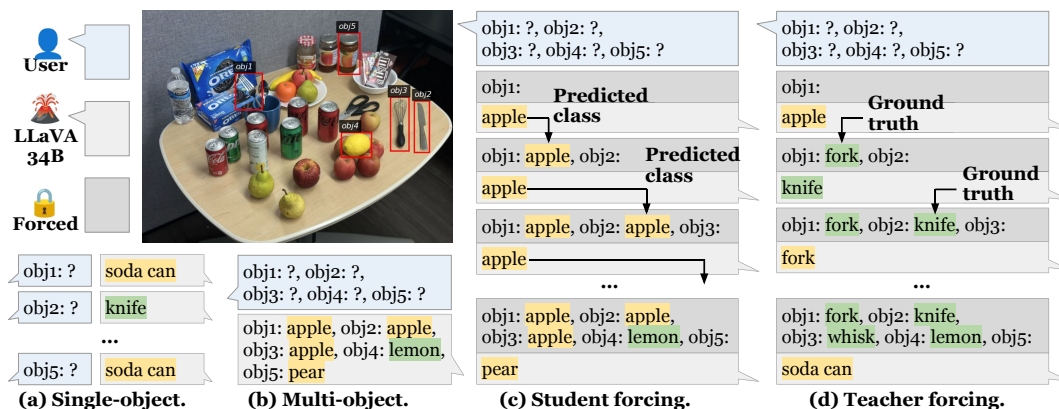 User
LLaVA
34B
Forced
obj1
obj2
obj3
obj4
obj5
OREO
obj1: ?
soda can
obj2: ?
knife
...
obj5: ?
soda can
(a) Single-object.
obj1: ?, obj2: ?,
obj3: ?, obj4: ?, obj5: ?
obj1: apple, obj2: apple,
obj3: apple, obj4: lemon,
obj5: pear
(b) Multi-object.
obj1: ?, obj2: ?,
obj3: ?, obj4: ?, obj5: ?
obj1:
apple
Predicted
class
obj1: apple, obj2:
apple
Predicted
class
obj1: apple, obj2: apple, obj3:
apple
...
obj1: apple, obj2: apple,
obj3: apple, obj4: lemon, obj5:
pear
(c) Student forcing.
obj1: ?, obj2: ?,
obj3: ?, obj4: ?, obj5: ?
obj1:
apple
Ground
truth
obj1: fork, obj2:
knife
Ground
truth
obj1: fork, obj2: knife, obj3:
fork
...
obj1: fork, obj2: knife,
obj3: whisk, obj4: lemon, obj5:
soda can
(d) Teacher forcing.